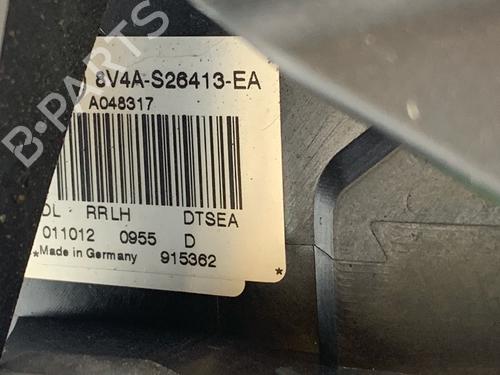 B-PARTS
8V4A-S26413-EA
A048317
DL RRLH DTSEA
011012 0955 D
*Made in Germany 915362 *